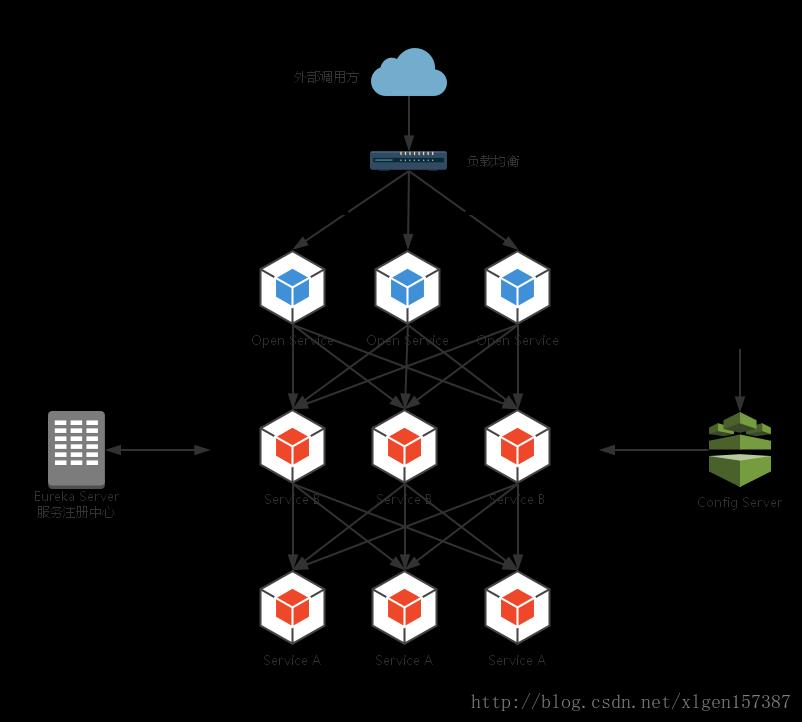 外部调用方
负载均衡
Open Service
Open Service
Open Service
Eureka Server
服务注册中心
Service B
Service B
Service B
Config Server
Service A
Service A
Service A
http://blog.csdn.net/xlgen157387